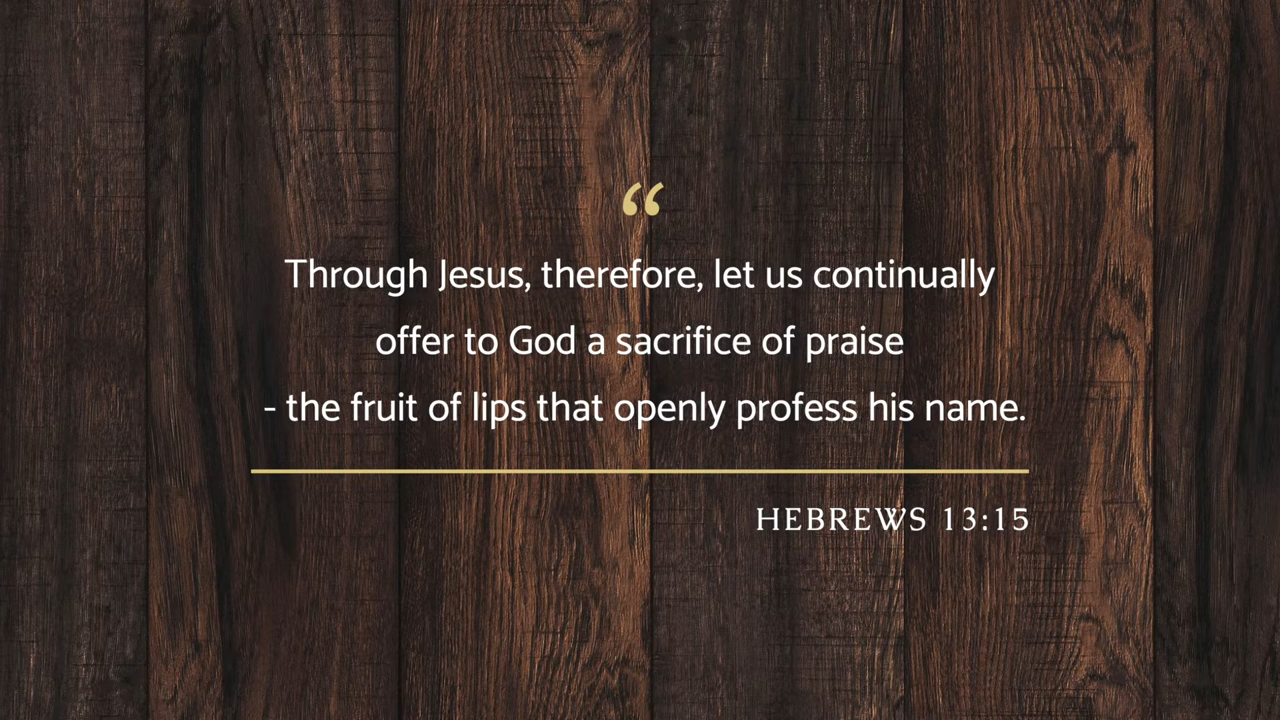 “
Through Jesus, therefore, let us continually
offer to God a sacrifice of praise
- the fruit of lips that openly profess his name.
HEBREWS 13:15